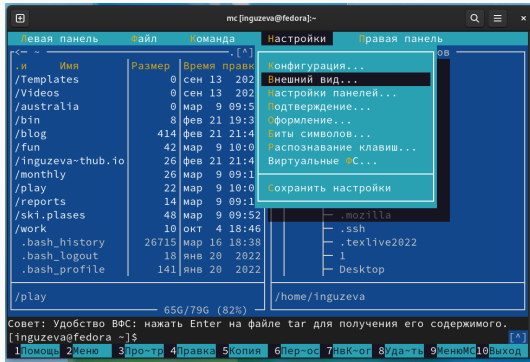 mc [inguzeva@fedora]:~
Левая панель Файл Команда Настройки Правая панель
<— ~ .[^]
.и Имя Размер Время правк
/Templates 0 сен 13 202
/Videos 0 сен 13 202
/australia 0 мар 9 09:5
/bin 8 фев 21 19:3
/blog 414 фев 21 21:4
/fun 42 мар 9 10:0
/inguzeva~thub.io 26 фев 21 21:4
/monthly 26 мар 9 09:1
/play 22 мар 9 10:0
/reports 14 мар 9 09:1
/ski.plases 48 мар 9 09:52
/work 10 окт 4 18:46
.bash_history 26715 мар 16 18:38
.bash_logout 18 янв 20 2022
.bash_profile 141 янв 20 2022
/play
65G/79G (82%)
Конфигурация...
Внешний вид...
Настройки панелей...
Подтверждение...
Оформление...
Биты символов...
Распознавание клавиш...
Виртуальные ФС...
Сохранить настройки
ов
.mozilla
.ssh
.texlive2022
1
Desktop
/home/inguzeva
Совет: Удобство ВФС: нажать Enter на файле tar для получения его содержимого.
[inguzeva@fedora ~]$ [^]
1Помощь 2Меню 3Про~тр 4Правка 5Копия 6Пер~ос 7НвК~ог 8Уда~ть 9МенюМС 10Выход